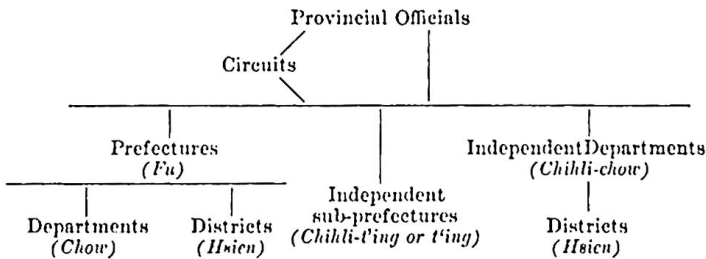 Provincial Officials
Circuits
Prefectures
(Fu)
Independent Departments
(Chihli-chow)
Departments
(Chow)
Districts
(Hsien)
Independent
sub-prefectures
(Chihli-t'ing or t‘ing)
Districts
(Hsien)